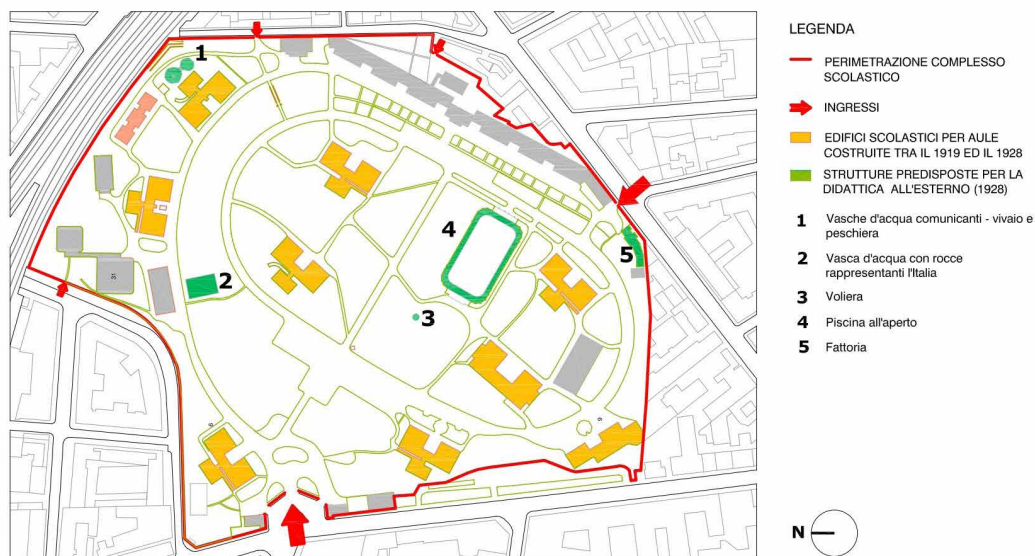 1
2
31
3
4
5
LEGENDA
PERIMETRAZIONE COMPLESSO
SCOLASTICO
INGRESSI
EDIFICI SCOLASTICI PER AULE
COSTRUITE TRA IL 1919 ED IL 1928
STRUTTURE PREDISPOSTE PER LA
DIDATTICA ALL'ESTERNO (1928)
1 Vasche d'acqua comunicanti - vivaio e
peschiera
2 Vasca d'acqua con rocce
rappresentanti l'Italia
3 Voliera
4 Piscina all'aperto
5 Fattoria
N